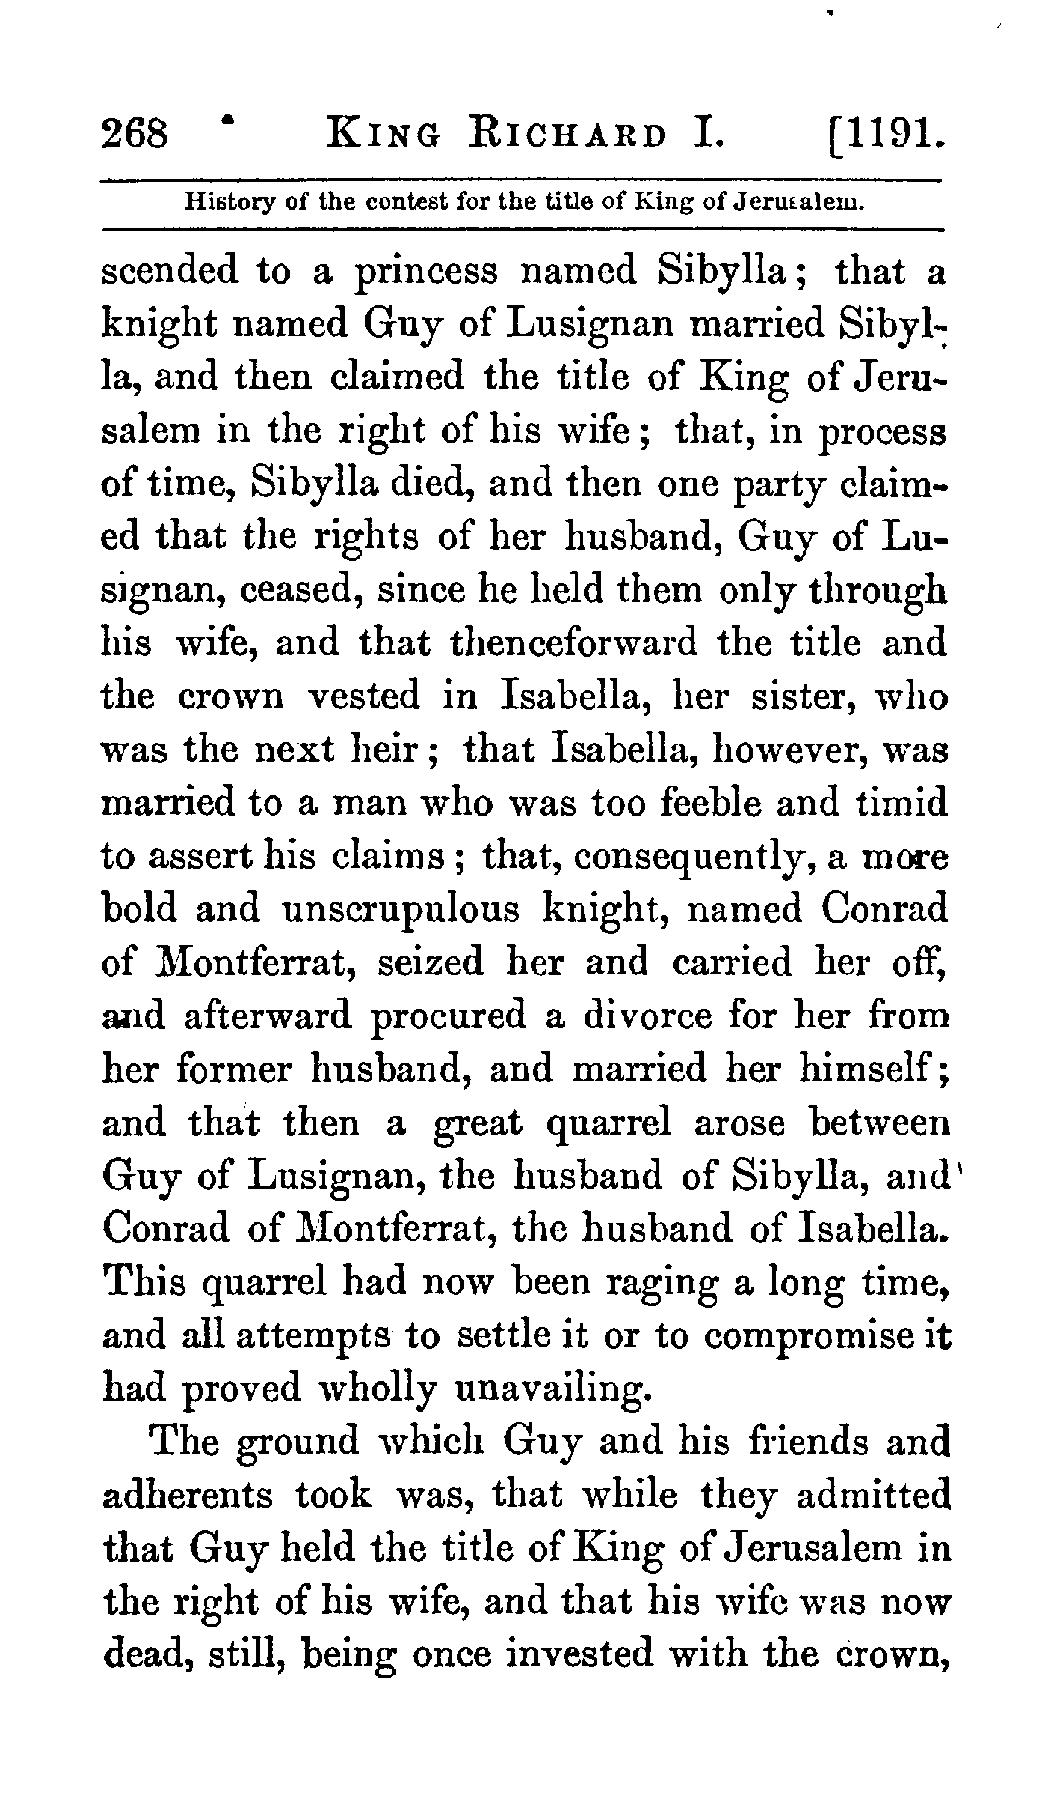 268 King Richard I. [1191.
History of the contest for the title of King of Jerusalem.
scended to a princess named Sibylla; that a
knight named Guy of Lusignan married Sibyl-
la, and then claimed the title of King of Jeru-
salem in the right of his wife; that, in process
of time, Sibylla died, and then one party claim-
ed that the rights of her husband, Guy of Lu-
signan, ceased, since he held them only through
his wife, and that thenceforward the title and
the crown vested in Isabella, her sister, who
was the next heir; that Isabella, however, was
married to a man who was too feeble and timid
to assert his claims; that, consequently, a more
bold and unscrupulous knight, named Conrad
of Montferrat, seized her and carried her off,
and afterward procured a divorce for her from
her former husband, and married her himself;
and that then a great quarrel arose between
Guy of Lusignan, the husband of Sibylla, and
Conrad of Montferrat, the husband of Isabella.
This quarrel had now been raging a long time,
and all attempts to settle it or to compromise it
had proved wholly unavailing.
The ground which Guy and his friends and
adherents took was, that while they admitted
that Guy held the title of King of Jerusalem in
the right of his wife, and that his wife was now
dead, still, being once invested with the crown,